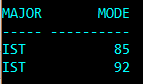 MAJOR MODE
----- ----------
IST 85
IST 92